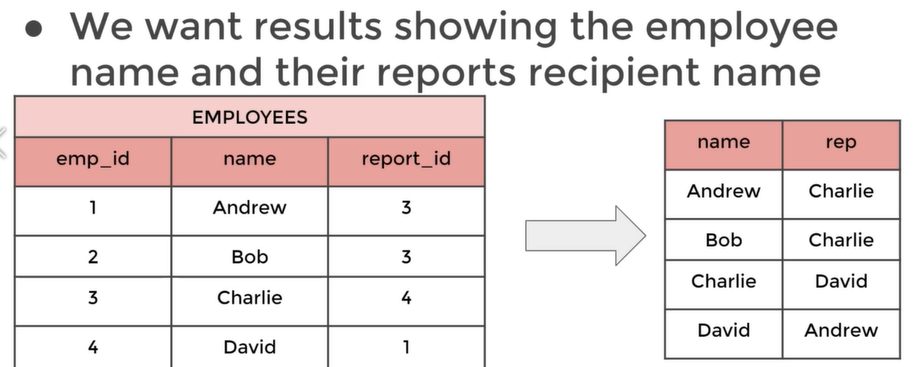 ● We want results showing the employee
name and their reports recipient name
EMPLOYEES
emp_id name report_id
1 Andrew 3
2 Bob 3
3 Charlie 4
4 David 1
name rep
Andrew Charlie
Bob Charlie
Charlie David
David Andrew